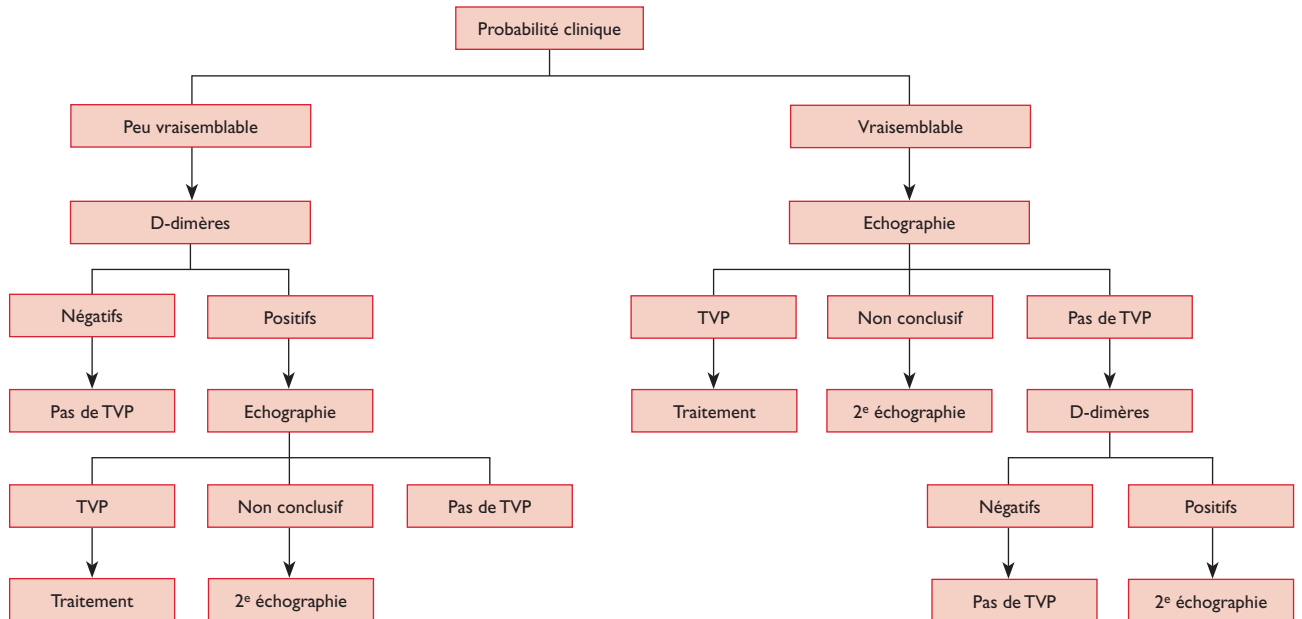 Probabilité clinique
Peu vraisemblable
Vraisemblable
D-dimères
Echographie
Négatifs
Positifs
TVP
Non conclusif
Pas de TVP
Pas de TVP
Echographie
Traitement
2e échographie
D-dimères
TVP
Non conclusif
Pas de TVP
Négatifs
Positifs
Traitement
2e échographie
Pas de TVP
2e échographie